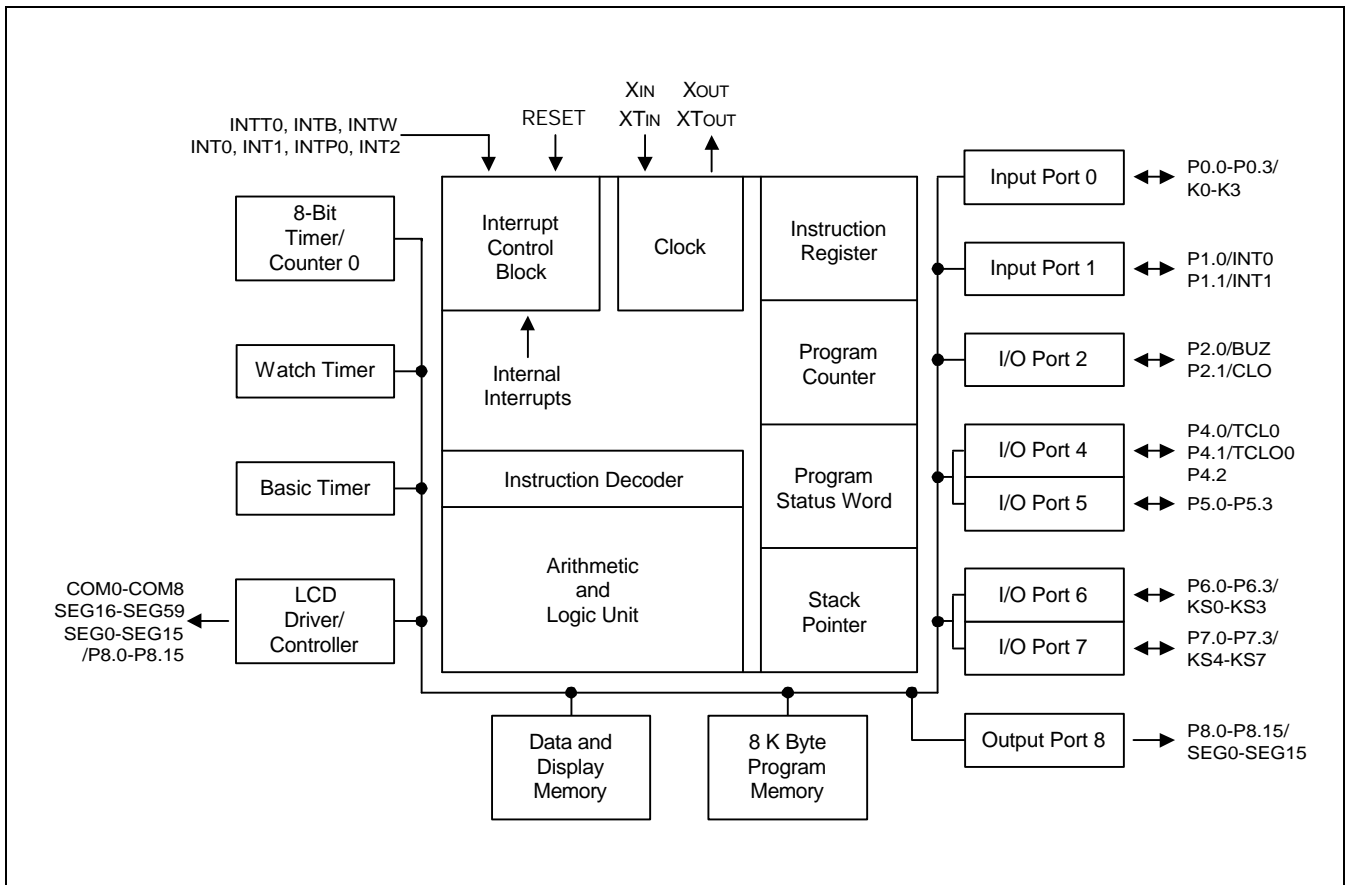 XIN XOUT
XTIN XTOUT
RESET
INTT0, INTB, INTW
INT0, INT1, INTP0, INT2
8-Bit
Timer/
Counter 0
Watch Timer
Basic Timer
COM0-COM8
SEG16-SEG59
SEG0-SEG15
/P8.0-P8.15
LCD
Driver/
Controller
Interrupt
Control
Block
Clock
Internal
Interrupts
Instruction Decoder
Arithmetic
and
Logic Unit
Instruction
Register
Program
Counter
Program
Status Word
Stack
Pointer
Data and
Display
Memory
8 K Byte
Program
Memory
Input Port 0
P0.0-P0.3/
K0-K3
Input Port 1
P1.0/INT0
P1.1/INT1
I/O Port 2
P2.0/BUZ
P2.1/CLO
I/O Port 4
P4.0/TCL0
P4.1/TCLO0
P4.2
I/O Port 5
P5.0-P5.3
I/O Port 6
P6.0-P6.3/
KS0-KS3
I/O Port 7
P7.0-P7.3/
KS4-KS7
Output Port 8
P8.0-P8.15/
SEG0-SEG15